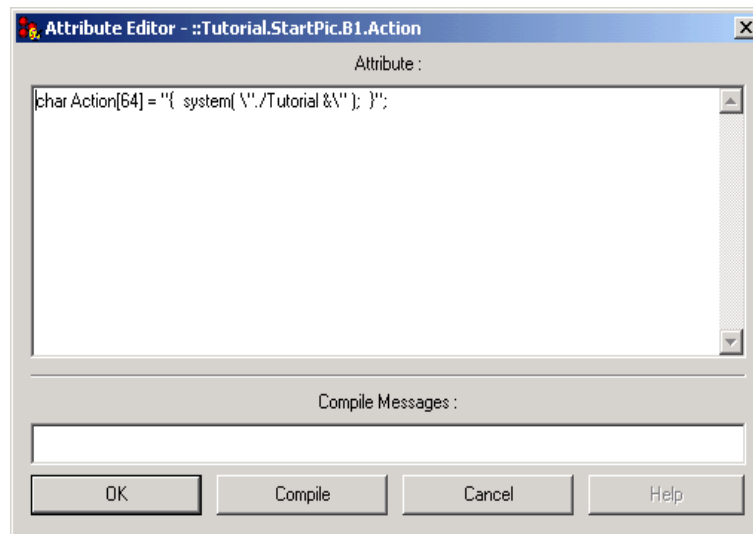 Attribute Editor - ::Tutorial.StartPic.B1.Action
Attribute :
char Action[64] = "{  system( \"./Tutorial &\" );  }";
Compile Messages :
OK Compile Cancel Help